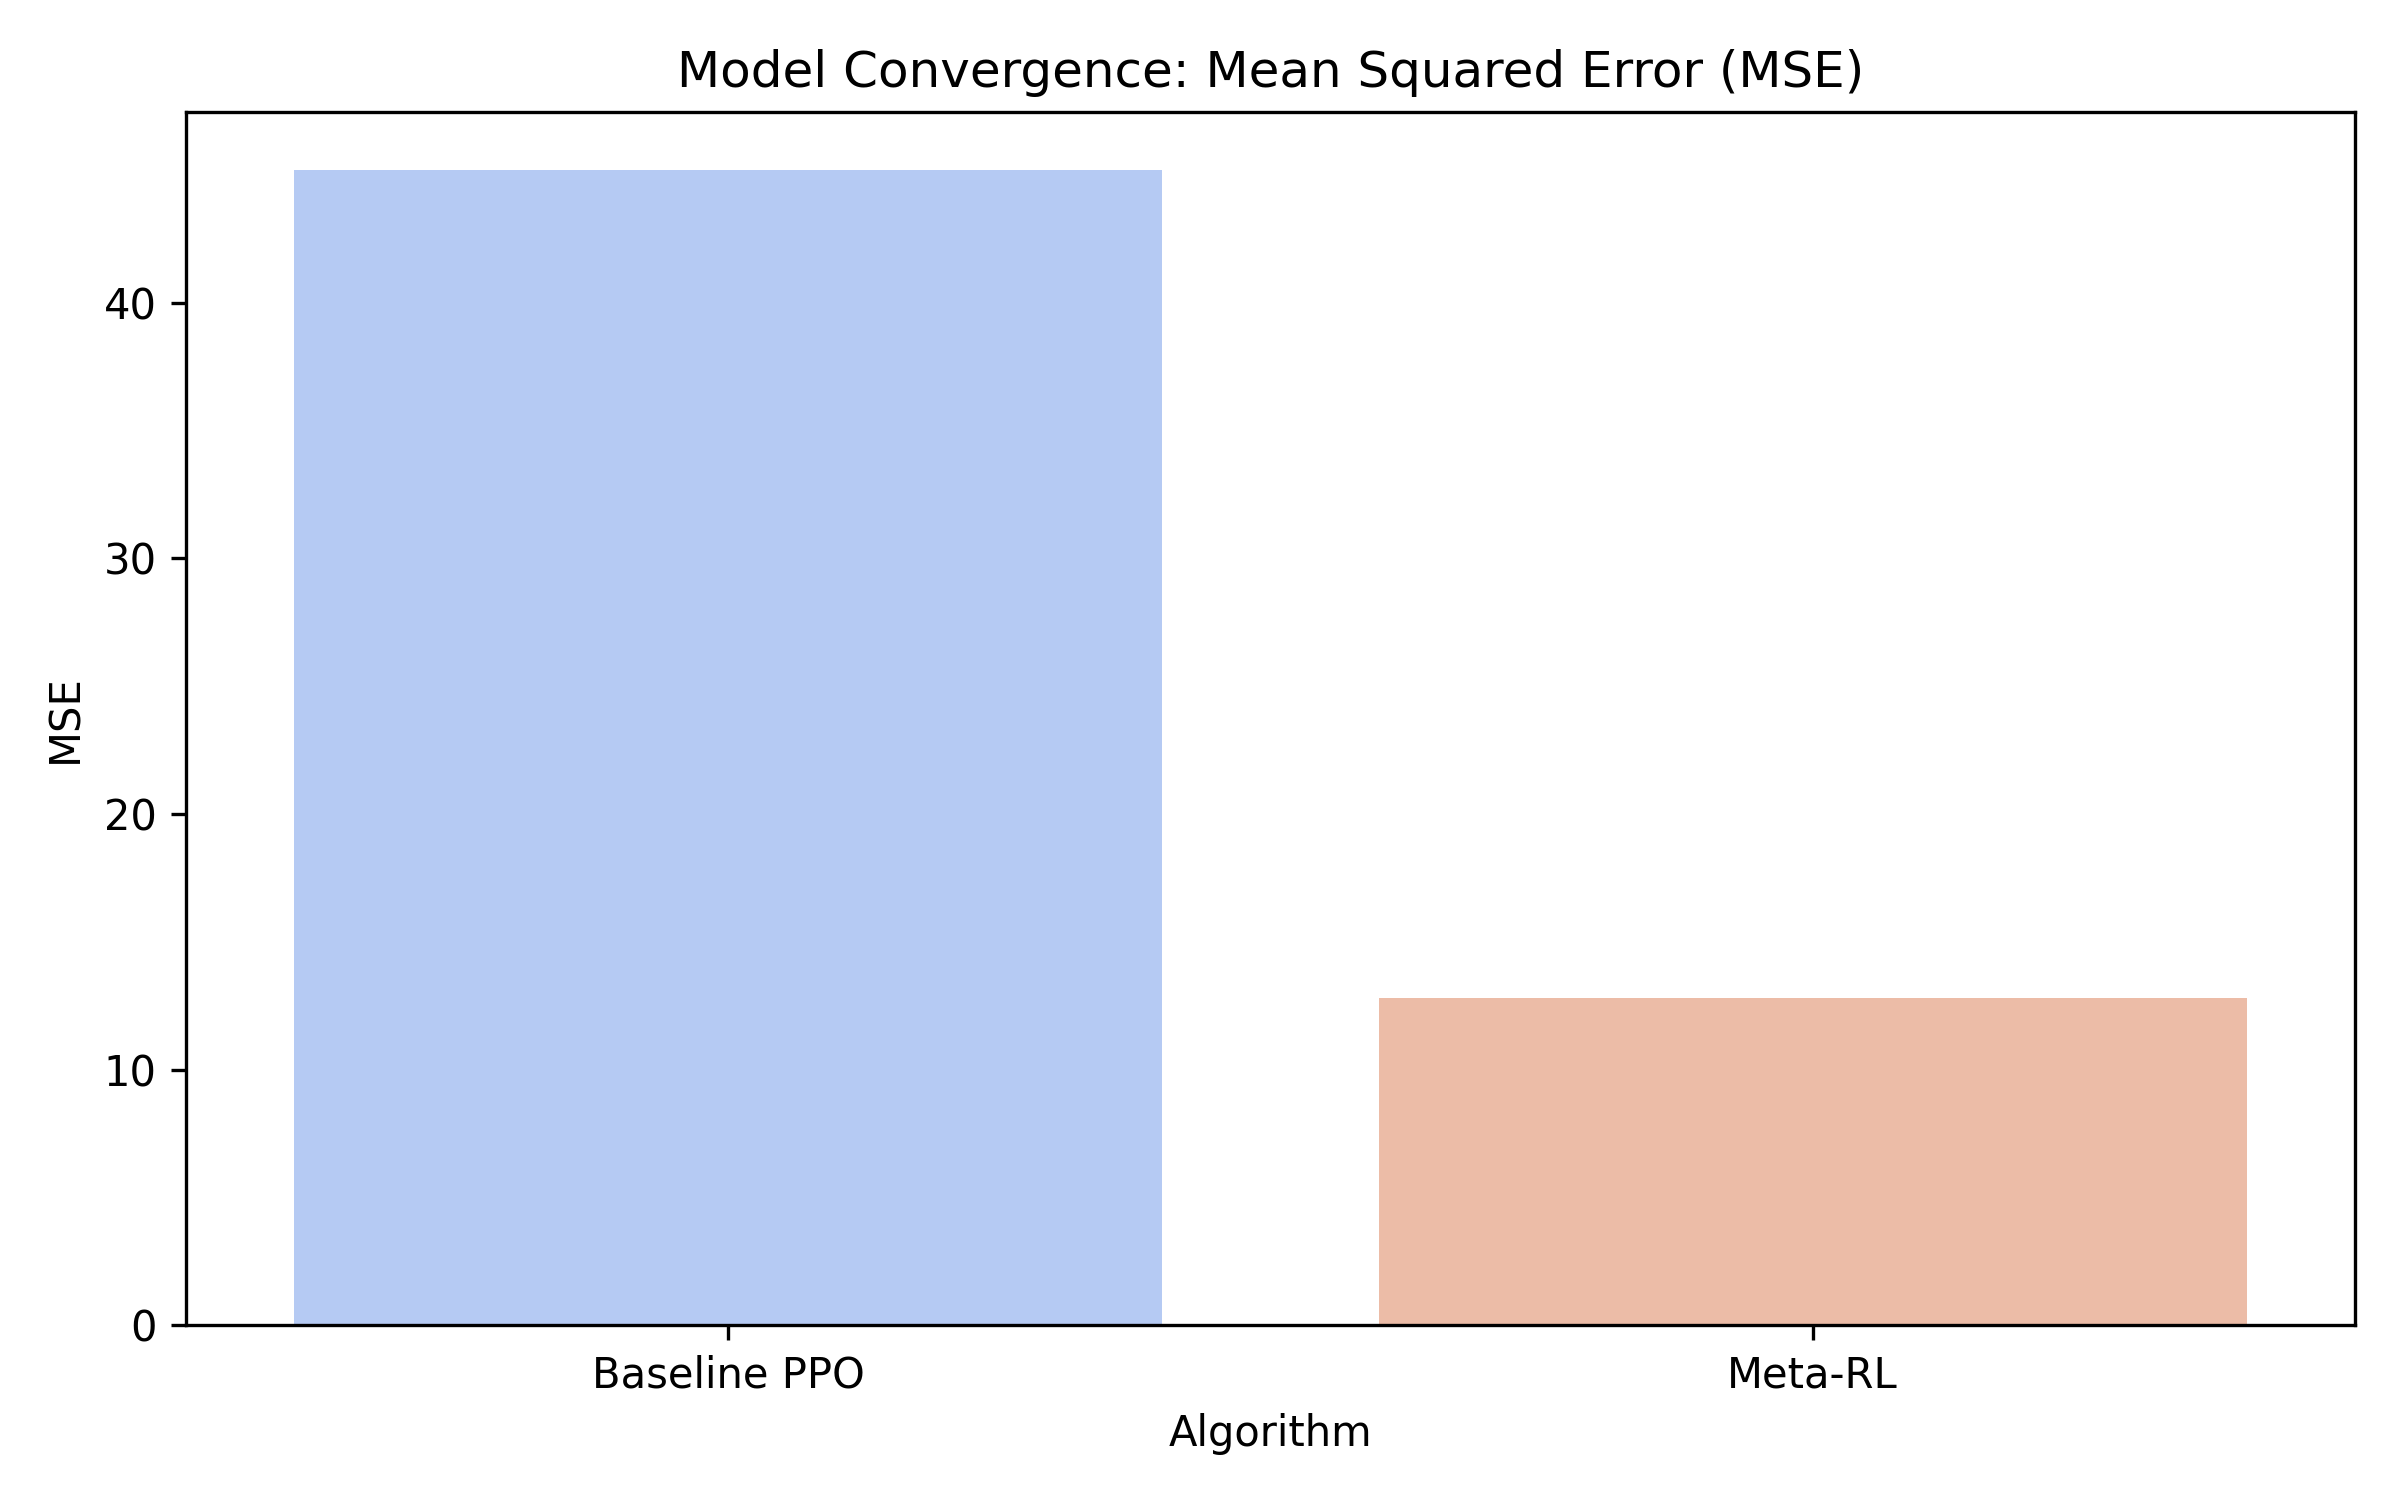 Model Convergence: Mean Squared Error (MSE)
MSE
40
30
20
10
0
Baseline PPO
Meta-RL
Algorithm